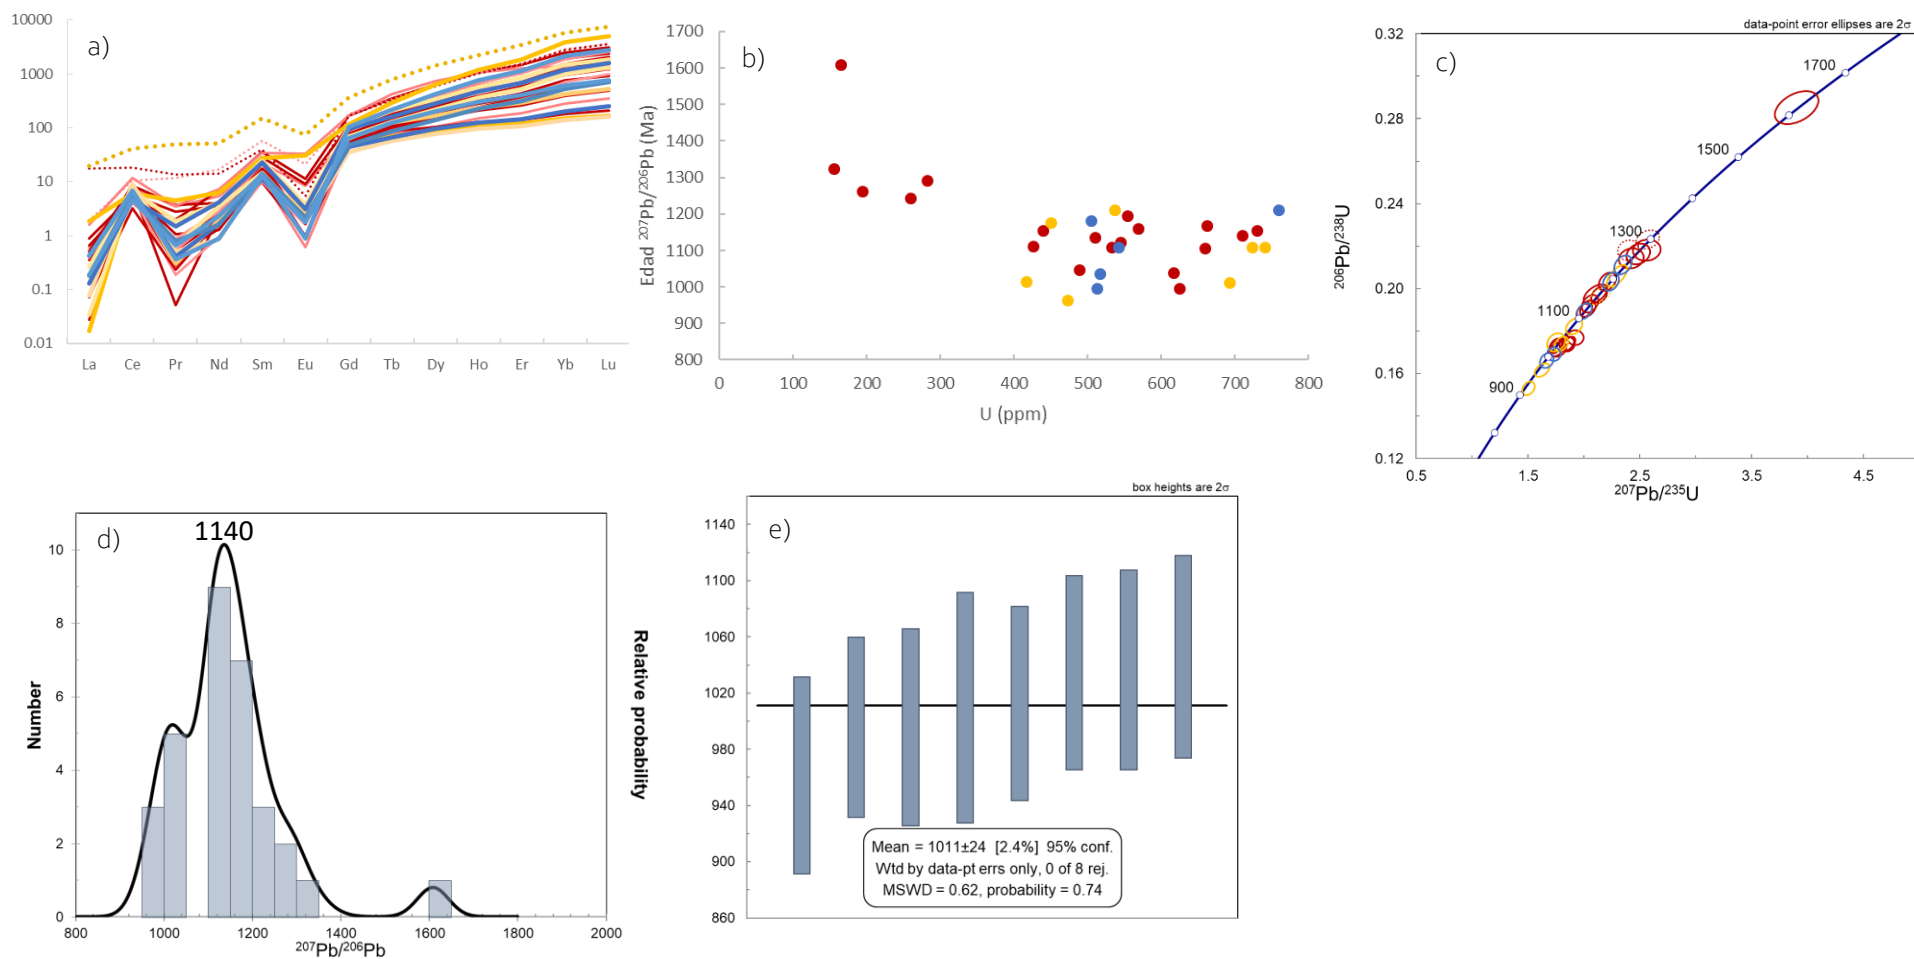 a)
10000
1000
100
10
1
0.1
0.01
La Ce Pr Nd Sm Eu Gd Tb Dy Ho Er Yb Lu
b)
Edad ²⁰⁷Pb/²⁰⁶Pb (Ma)
1700
1600
1500
1400
1300
1200
1100
1000
900
800
0 100 200 300 400 500 600 700 800
U (ppm)
data-point error ellipses are 2σ
c)
²⁰⁶Pb/²³⁸U
0.32
0.28
0.24
0.20
0.16
0.12
1700
1500
1300
1100
900
0.5 1.5 2.5 3.5 4.5
²⁰⁷Pb/²³⁵U
d)
1140
Number
10
8
6
4
2
0
800 1000 1200 1400 1600 1800 2000
²⁰⁷Pb/²⁰⁶Pb
Relative probability
box heights are 2σ
e)
1140
1100
1060
1020
980
940
900
860
Mean = 1011±24 [2.4%] 95% conf.
Wtd by data-pt errs only, 0 of 8 rej.
MSWD = 0.62, probability = 0.74